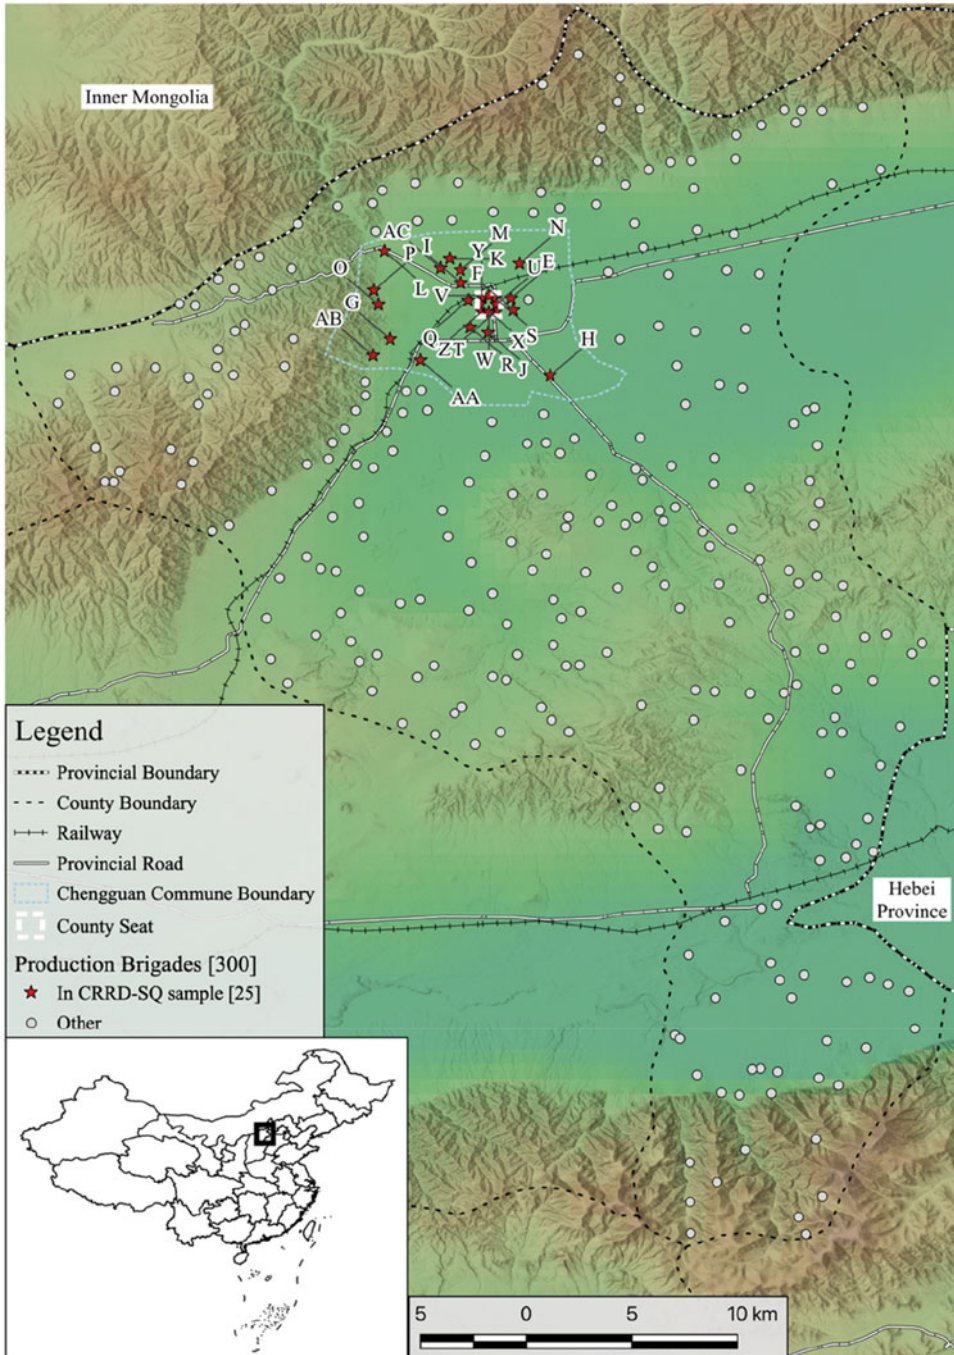 Inner Mongolia
N
M
AC
I
Y
K
E
P
U
O
F
L
V
G
AB
Q
S
H
Z
T
X
W
R
J
AA
Legend
Provincial Boundary
County Boundary
Railway
Provincial Road
Chengguan Commune Boundary
County Seat
Production Brigades [300]
In CRRD-SQ sample [25]
Other
Hebei
Province
5 0 5 10 km